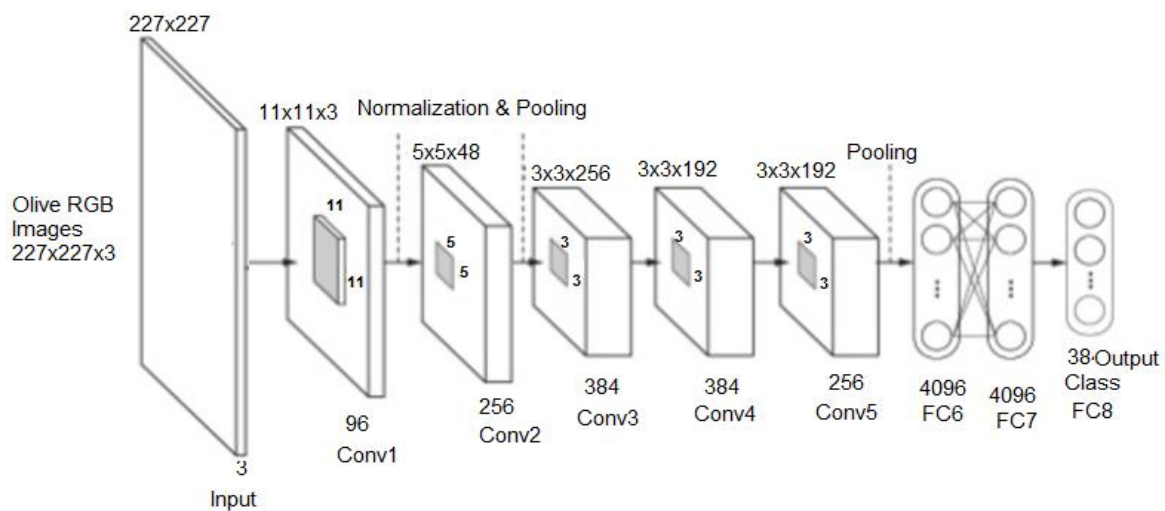 227x227
Olive RGB
Images
227x227x3
3
Input
11x11x3
11
11
96
Conv1
Normalization & Pooling
5x5x48
5
5
256
Conv2
3x3x256
3
3
384
Conv3
3x3x192
3
3
384
Conv4
3x3x192
3
3
256
Conv5
Pooling
4096
FC6
4096
FC7
38-Output
Class
FC8